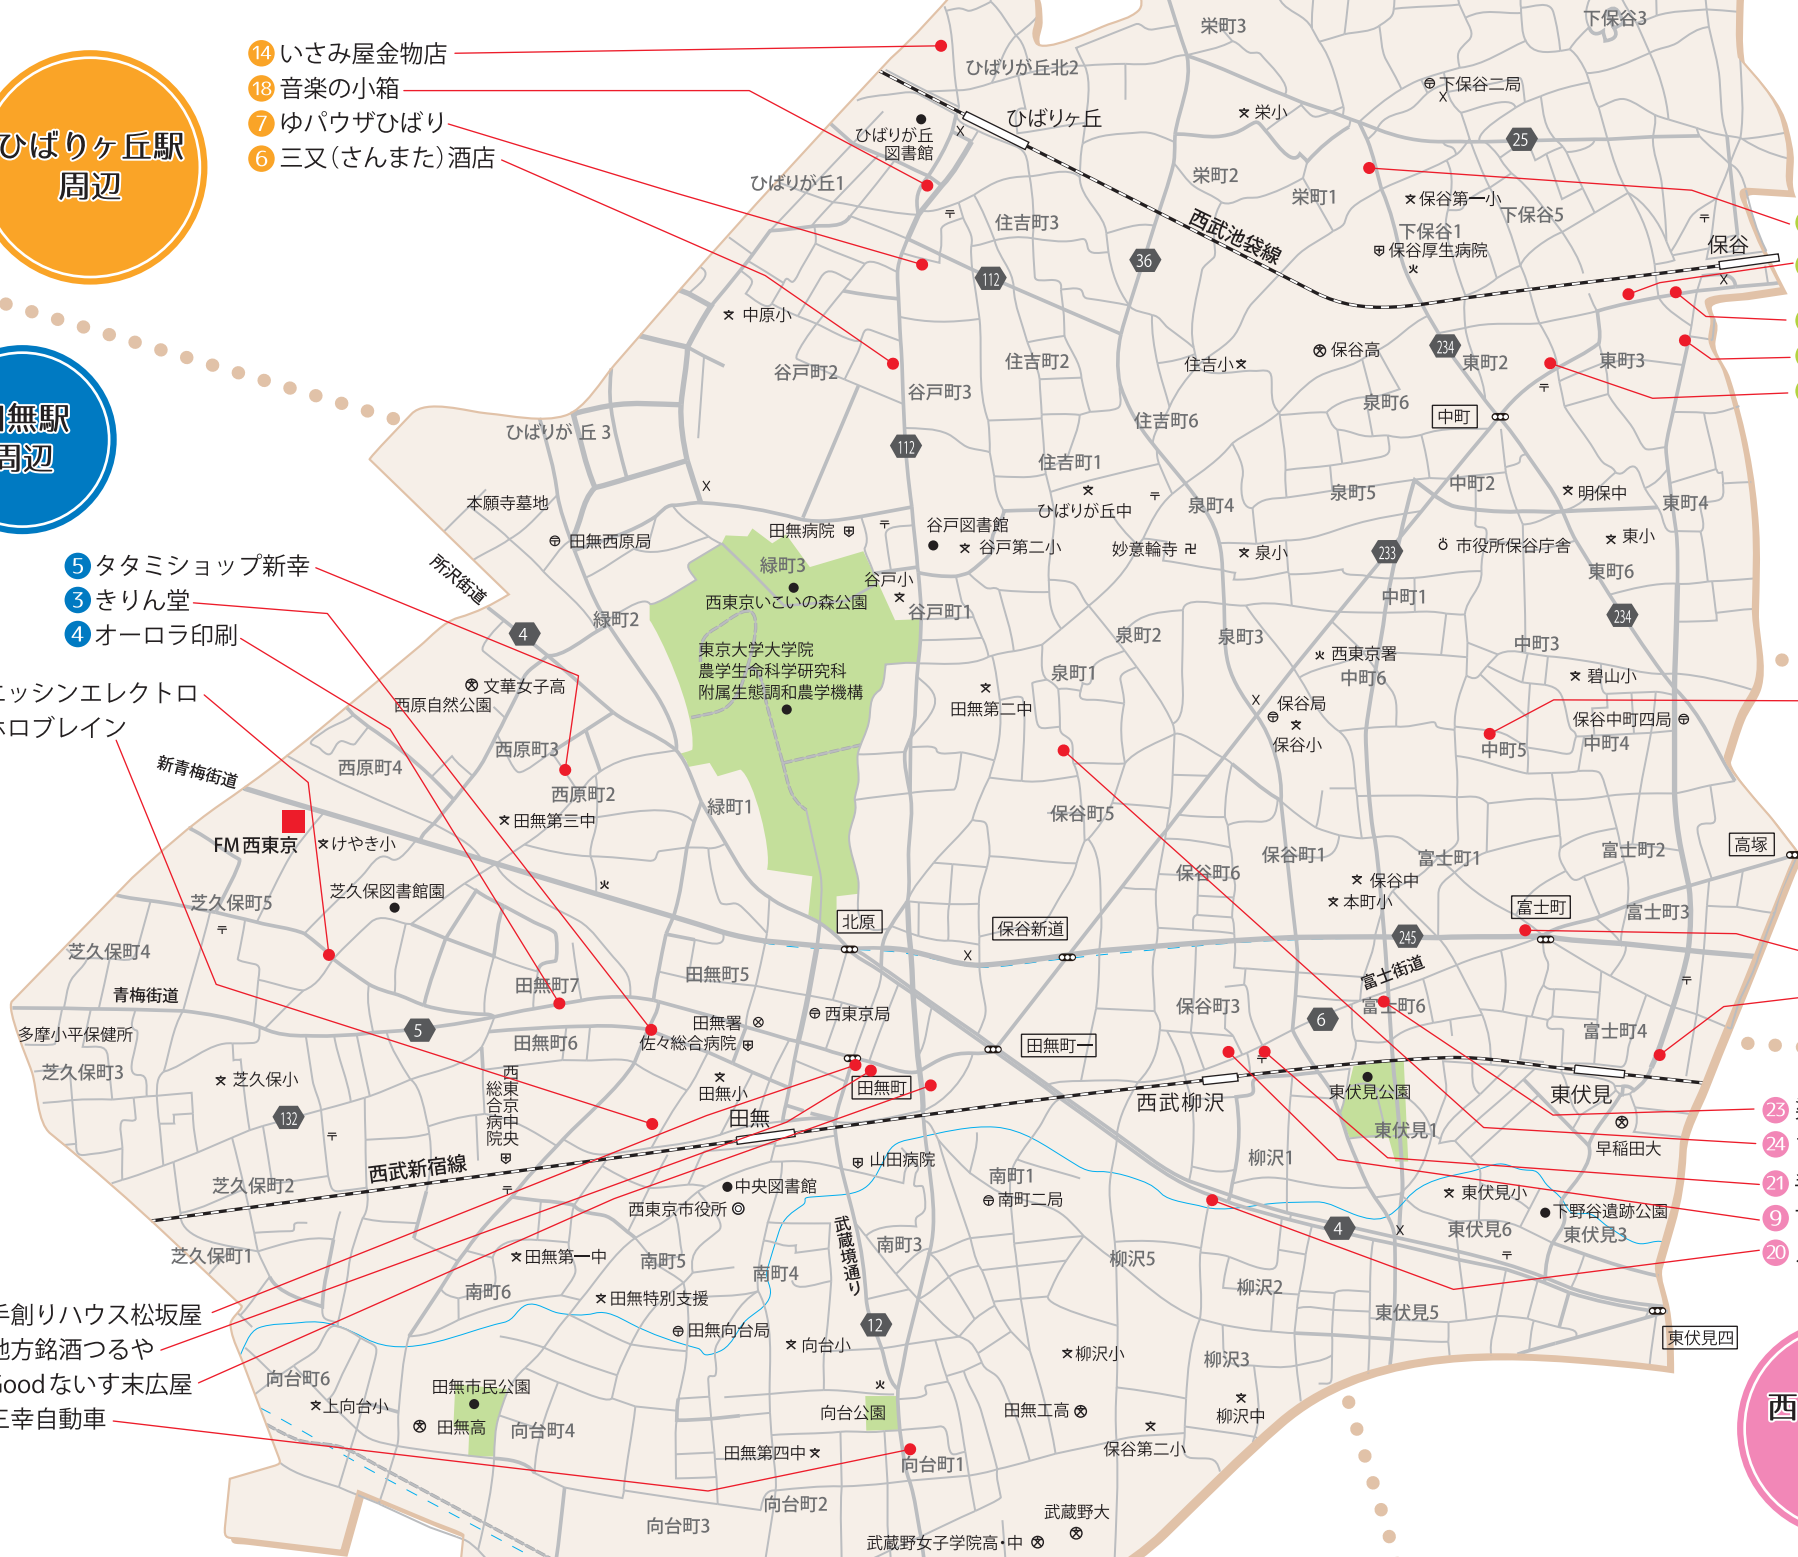 ひばりヶ丘駅
周辺
14 いさみ屋金物店
18 音楽の小箱
7 ゆパウザひばり
6 三又（さんまた）酒店
無駅
周辺
5 タタミショップ新幸
3 きりん堂
4 オーロラ印刷
ニッシンエレクトロ
ホロブレイン
手創りハウス松坂屋
地方銘酒つるや
Goodないす末広屋
三幸自動車
栄町3
下保谷3
ひばりが丘北2
下保谷二局
ひばりヶ丘
栄小
25
ひばりが丘
図書館
ひばりが丘1
栄町2
栄町1
保谷第一小
下保谷5
住吉町3
下保谷1
保谷厚生病院
西武池袋線
保谷
36
112
中原小
住吉町2
住吉小
保谷高
234
東町2
東町3
谷戸町2
谷戸町3
泉町6
中町
住吉町6
ひばりが丘3
112
住吉町1
泉町5
中町2
明保中
東町4
本願寺墓地
泉町4
ひばりが丘中
田無病院
谷戸図書館
谷戸第二小
妙意輪寺
泉小
233
市役所保谷庁舎
東小
田無西原局
所沢街道
緑町3
谷戸小
東町6
西東京いこいの森公園
谷戸町1
中町1
234
緑町2
4
泉町2
泉町3
中町3
東京大学大学院
農学生命科学研究科
附属生態調和農学機構
西東京署
中町6
碧山小
泉町1
文華女子高
西原自然公園
田無第二中
保谷局
保谷小
保谷中町四局
中町5
中町4
西原町3
新青梅街道
西原町4
西原町2
緑町1
保谷町5
田無第三中
FM西東京
けやき小
保谷町1
富士町1
富士町2
高塚
保谷町6
保谷中
本町小
芝久保図書館園
芝久保町5
富士町
富士町3
北原
保谷新道
245
芝久保町4
田無町5
富士街道
田無町7
青梅街道
保谷町3
富士町6
6
西東京局
田無署
佐々総合病院
富士町4
5
多摩小平保健所
田無町6
田無町一
芝久保町3
芝久保小
西東京中央
総合病院
田無小
田無町
東伏見公園
東伏見
132
田無
西武柳沢
東伏見1
早稲田大
23
24
西武新宿線
山田病院
柳沢1
21
芝久保町2
中央図書館
西東京市役所
南町1
南町二局
東伏見小
下野谷遺跡公園
9
武蔵境通り
4
東伏見6
東伏見3
20
芝久保町1
田無第一中
南町5
南町3
南町4
柳沢5
柳沢2
南町6
田無特別支援
東伏見5
田無向台局
12
向台小
東伏見四
柳沢小
柳沢3
向台町6
田無市民公園
上向台小
田無高
向台町4
向台公園
田無工高
柳沢中
保谷第二小
田無第四中
向台町1
向台町2
向台町3
武蔵野大
武蔵野女子学院高・中
西